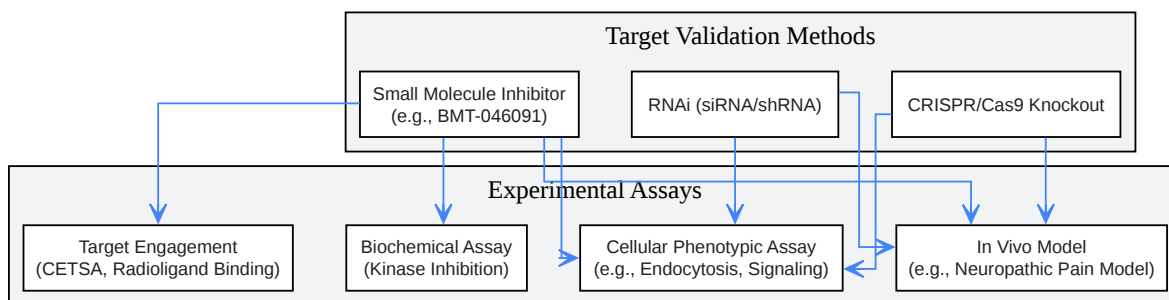 Target Validation Methods
Small Molecule Inhibitor
(e.g., BMT-046091)
RNAi (siRNA/shRNA)
CRISPR/Cas9 Knockout
Experimental Assays
Target Engagement
(CETSA, Radioligand Binding)
Biochemical Assay
(Kinase Inhibition)
Cellular Phenotypic Assay
(e.g., Endocytosis, Signaling)
In Vivo Model
(e.g., Neuropathic Pain Model)